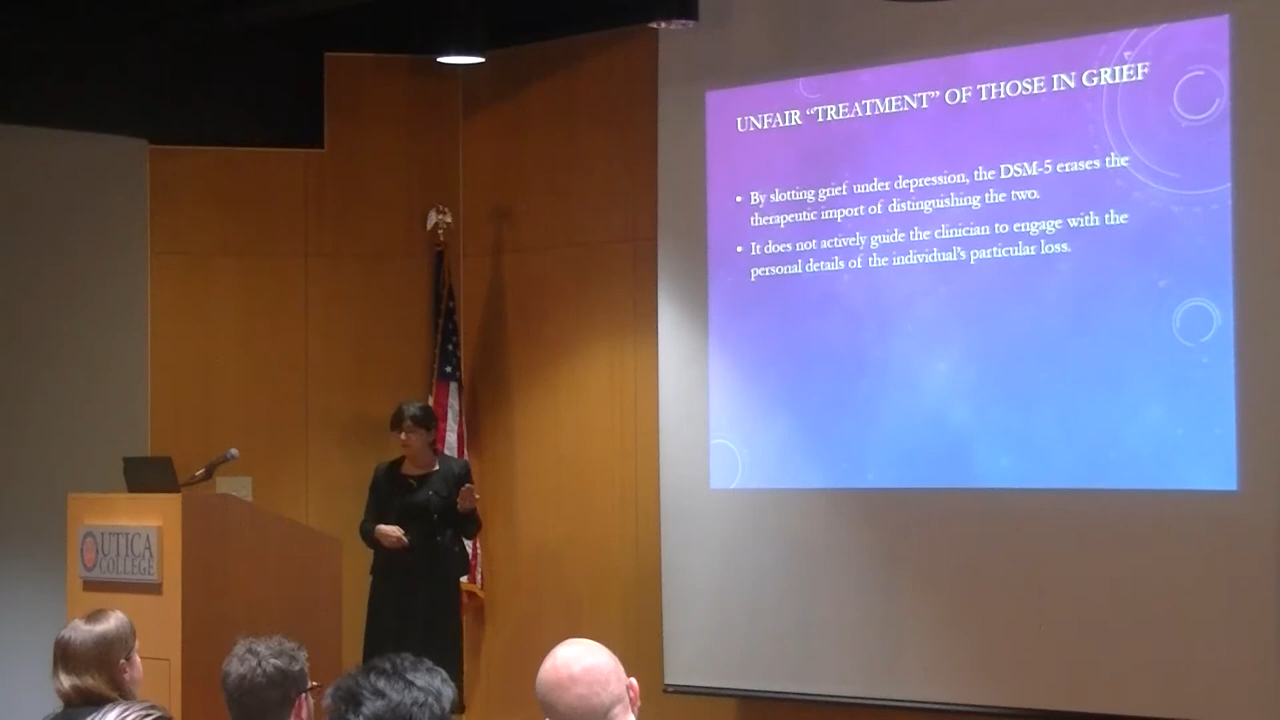 UNFAIR “TREATMENT” OF THOSE IN GRIEF
• By slotting grief under depression, the DSM-5 erases the
therapeutic import of distinguishing the two.
• It does not actively guide the clinician to engage with the
personal details of the individual’s particular loss.
UTICA
COLLEGE